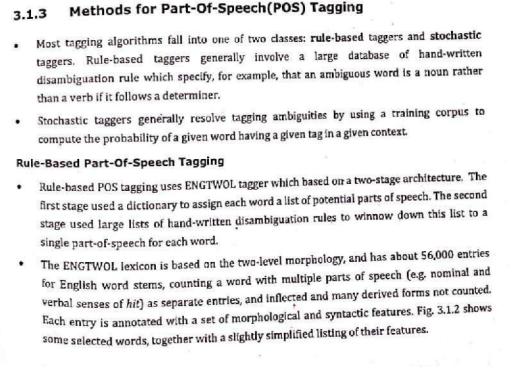 3.1.3 Methods for Part-Of-Speech(POS) Tagging
• Most tagging algorithms fall into one of two classes: rule-based taggers and stochastic
taggers. Rule-based taggers generally involve a large database of hand-written
disambiguation rule which specify, for example, that an ambiguous word is a noun rather
than a verb if it follows a determiner.
• Stochastic taggers generally resolve tagging ambiguities by using a training corpus to
compute the probability of a given word having a given tag in a given context.
Rule-Based Part-Of-Speech Tagging
• Rule-based POS tagging uses ENGTWOL tagger which based on a two-stage architecture. The
first stage used a dictionary to assign each word a list of potential parts of speech. The second
stage used large lists of hand-written disambiguation rules to winnow down this list to a
single part-of-speech for each word.
• The ENGTWOL lexicon is based on the two-level morphology, and has about 56,000 entries
for English word stems, counting a word with multiple parts of speech (e.g. nominal and
verbal senses of hit) as separate entries, and inflected and many derived forms not counted.
Each entry is annotated with a set of morphological and syntactic features. Fig. 3.1.2 shows
some selected words, together with a slightly simplified listing of their features.